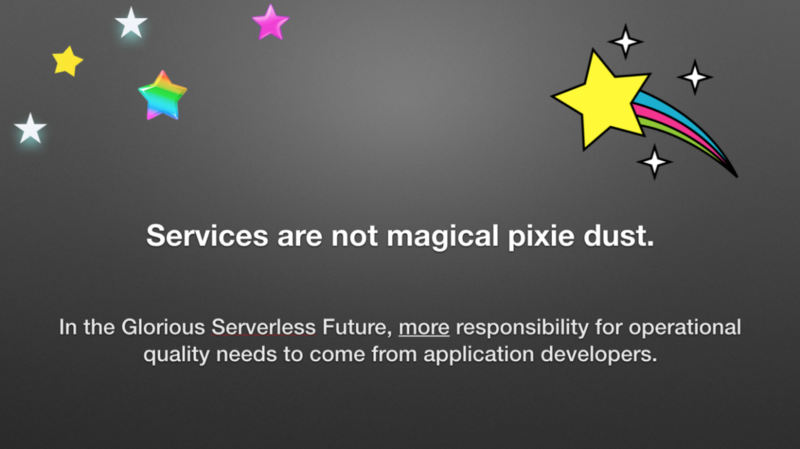 Services are not magical pixie dust.
In the Glorious Serverless Future, more responsibility for operational
quality needs to come from application developers.